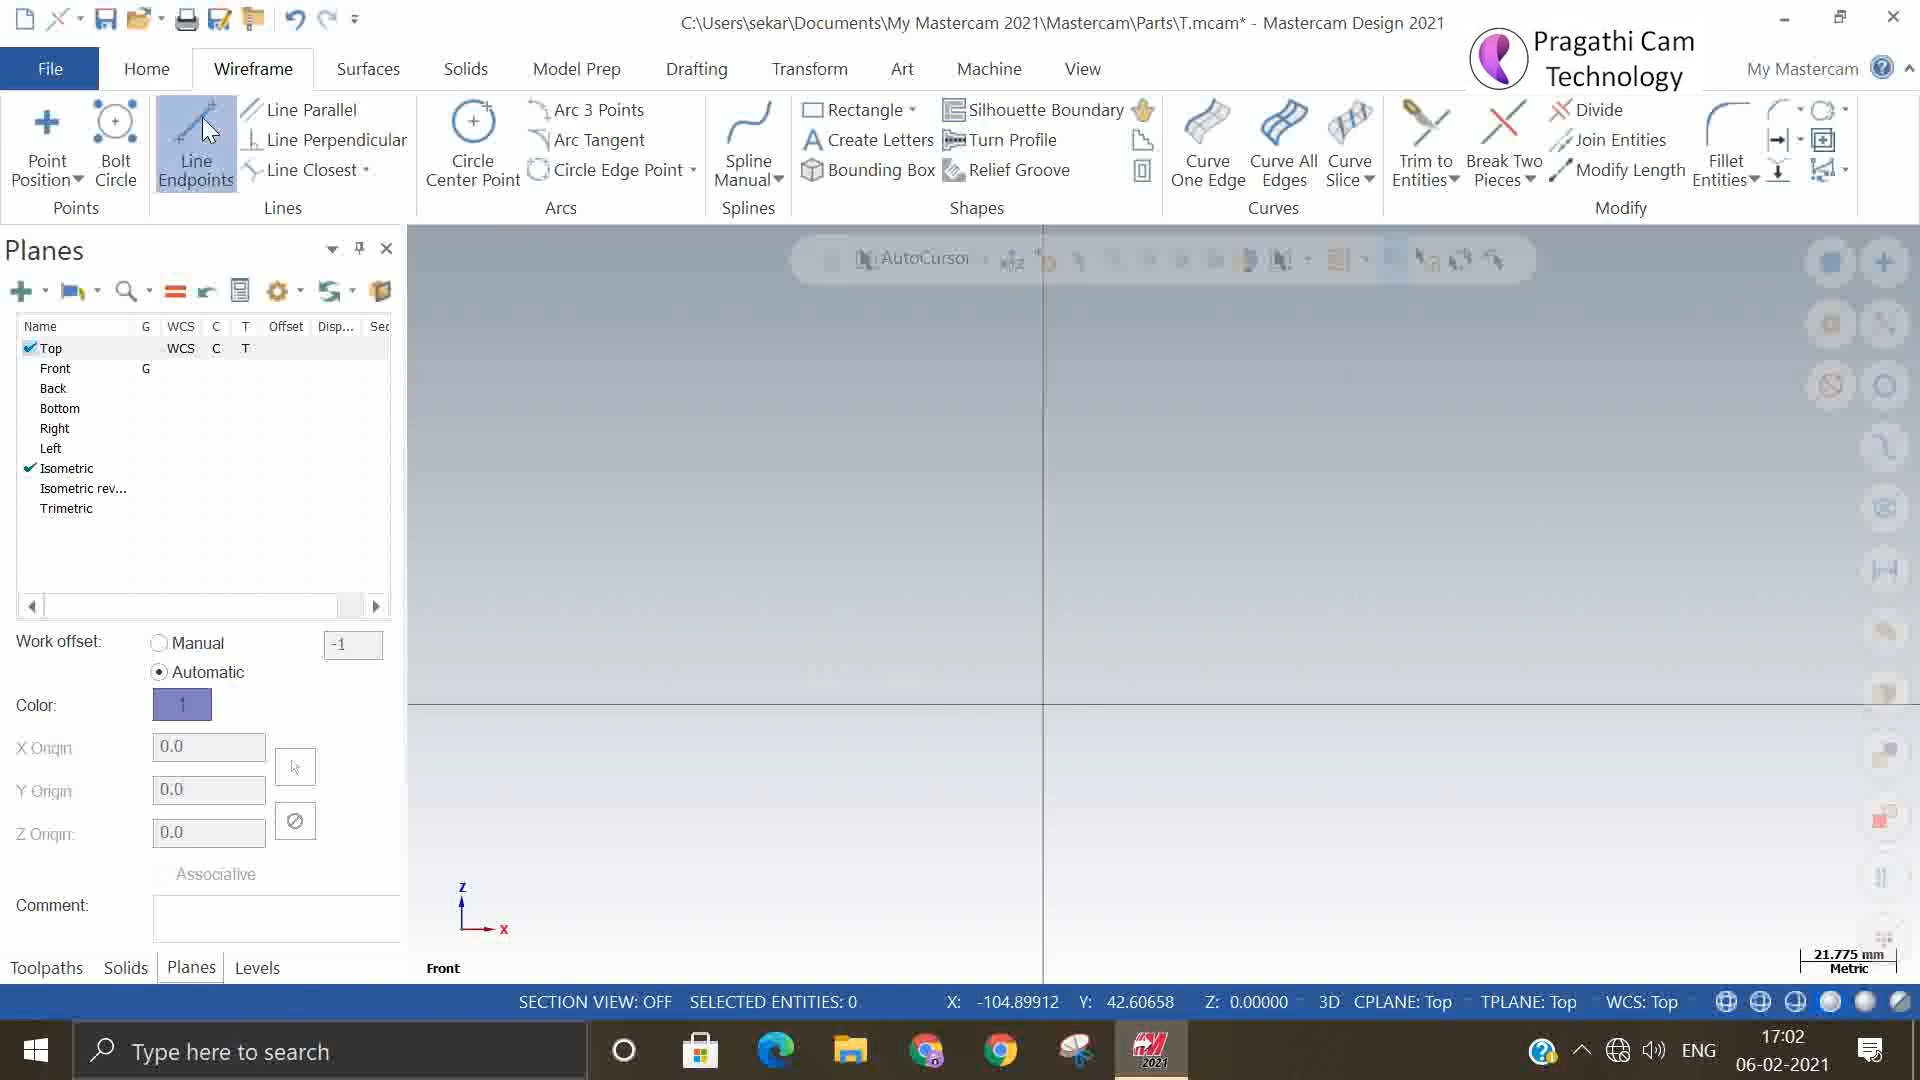 C:\Users\sekar\Documents\My Mastercam 2021\Mastercam\Parts\T.mcam* - Mastercam Design 2021
Pragathi Cam
Technology
File Home Wireframe Surfaces Solids Model Prep Drafting Transform Art Machine View My Mastercam
Point Position
Bolt Circle
Points
Line Endpoints
Line Parallel
Line Perpendicular
Line Closest
Lines
Circle Center Point
Arc 3 Points
Arc Tangent
Circle Edge Point
Arcs
Spline Manual
Splines
Rectangle
Create Letters
Bounding Box
Silhouette Boundary
Turn Profile
Relief Groove
Shapes
Curve One Edge
Curve All Edges
Curve Slice
Curves
Trim to Entities
Break Two Pieces
Divide
Join Entities
Modify Length
Fillet Entities
Modify
Planes
AutoCursor
Name G WCS C T Offset Disp... Sec
Top WCS C T
Front G
Back
Bottom
Right
Left
Isometric
Isometric rev...
Trimetric
Work offset: Manual -1
Automatic
Color: 1
X Origin 0.0
Y Origin 0.0
Z Origin: 0.0
Associative
Comment:
Z
X
Toolpaths Solids Planes Levels
Front
21.775 mm
Metric
SECTION VIEW: OFF SELECTED ENTITIES: 0 X: -104.89912 Y: 42.60658 Z: 0.00000 3D CPLANE: Top TPLANE: Top WCS: Top
Type here to search
2021
ENG
17:02
06-02-2021